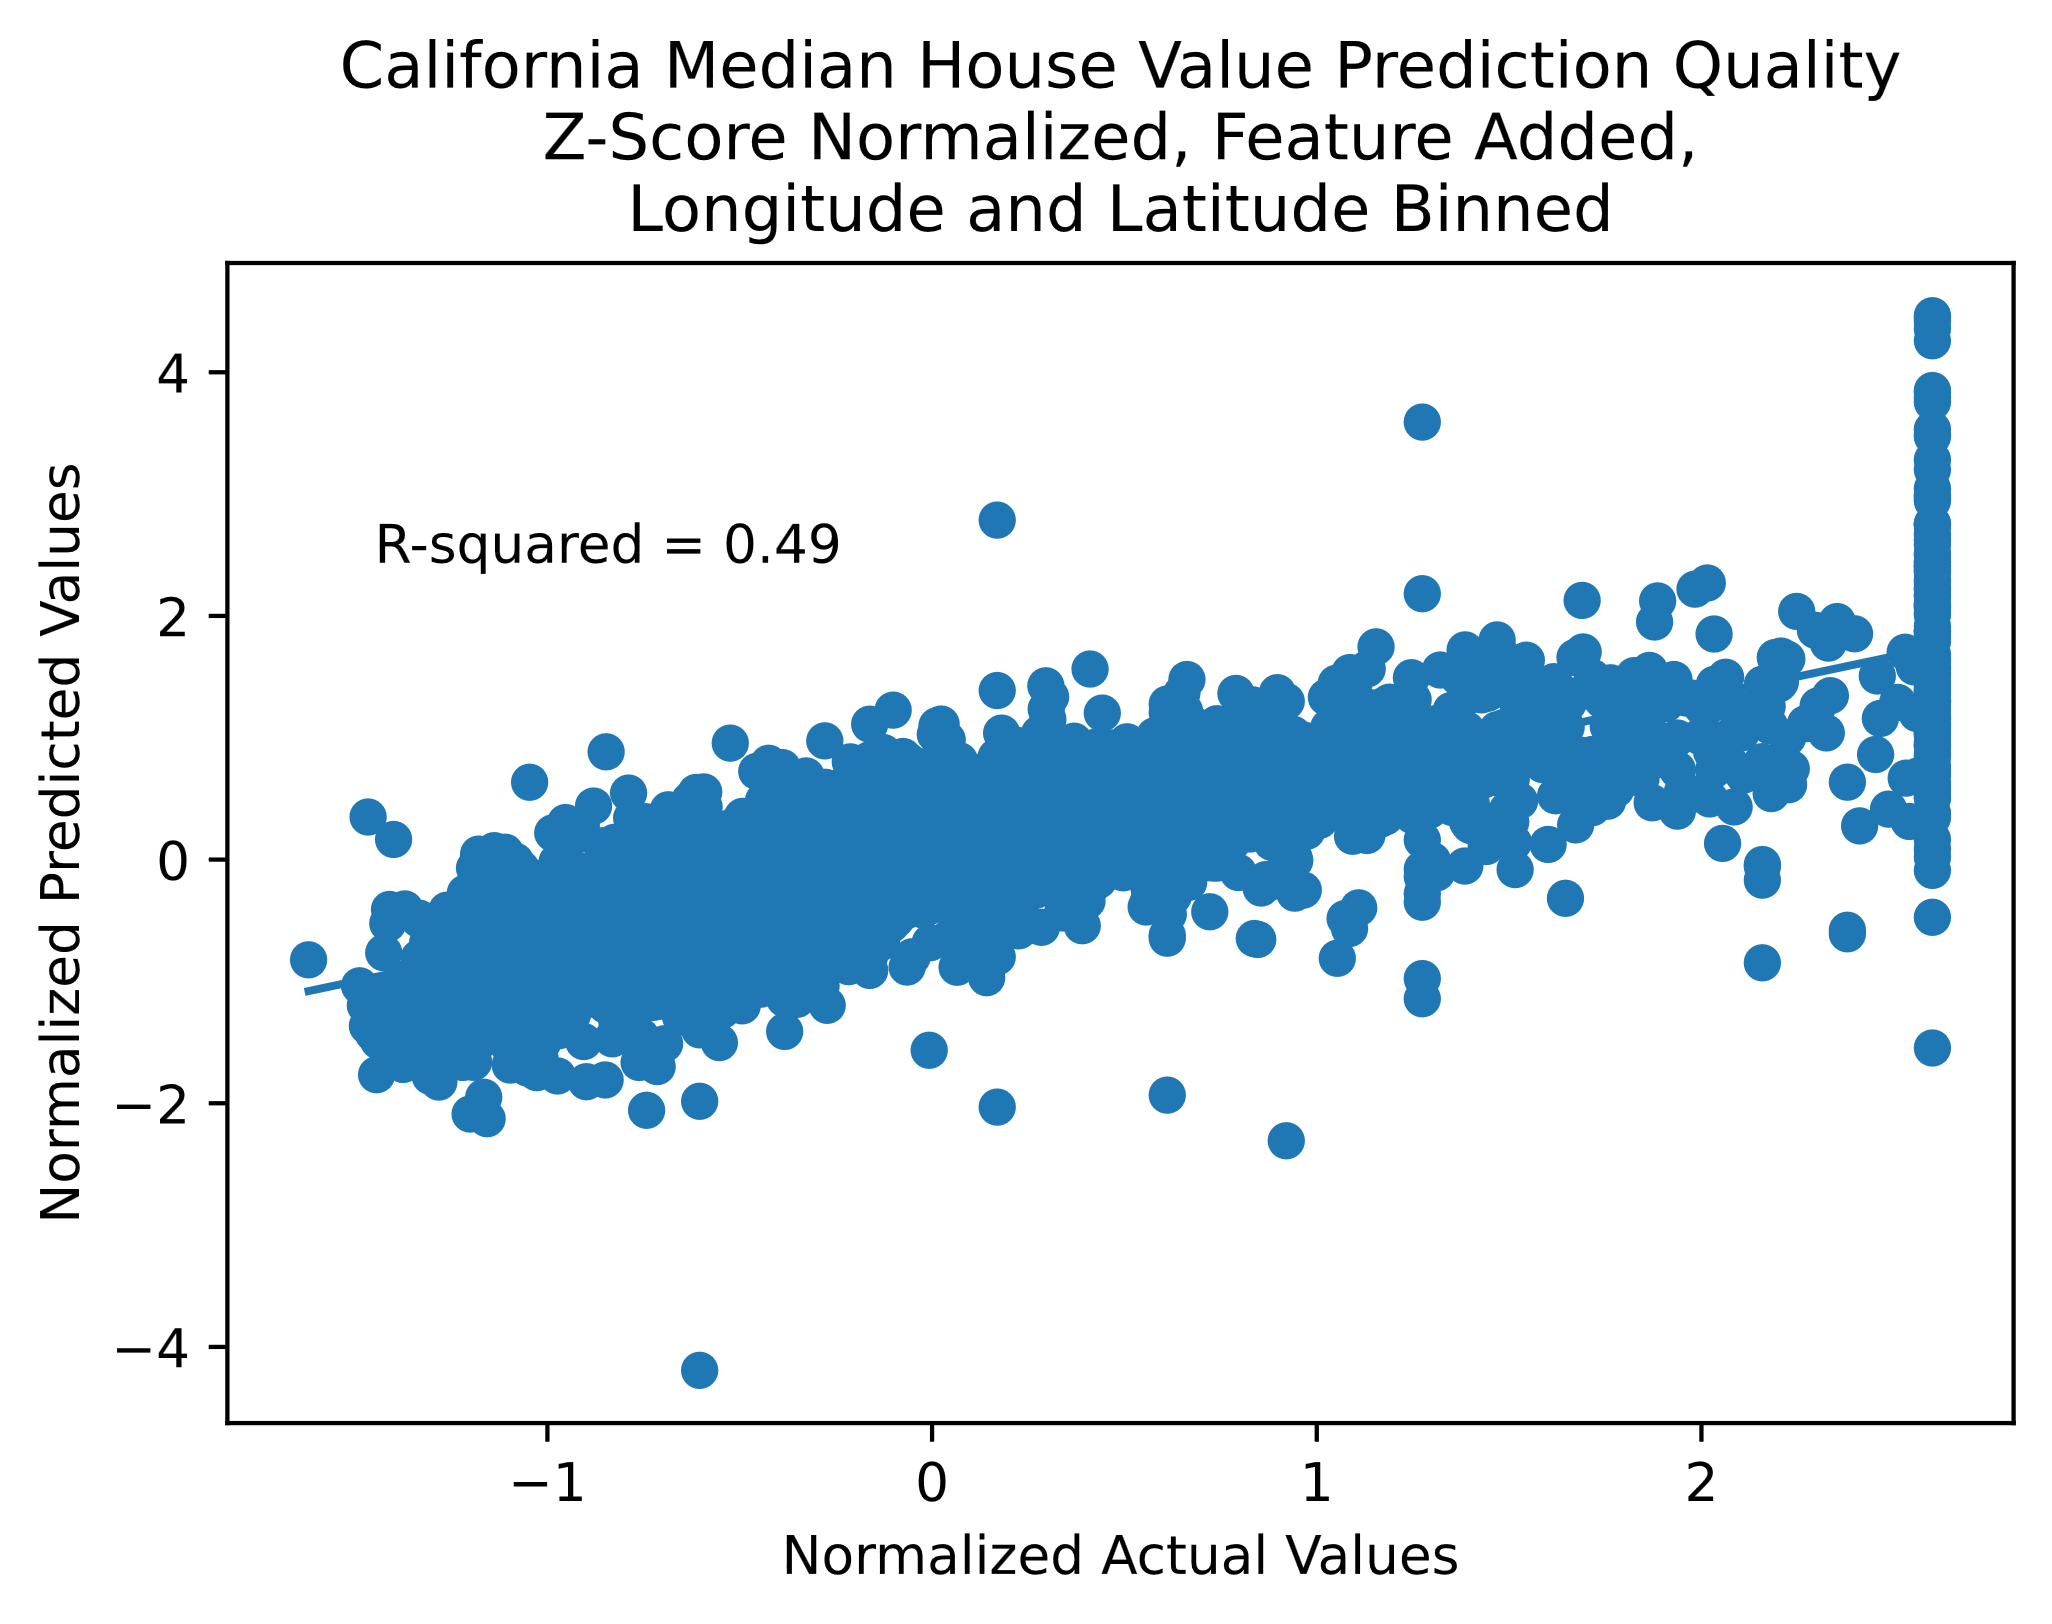 California Median House Value Prediction Quality
Z-Score Normalized, Feature Added,
Longitude and Latitude Binned
R-squared = 0.49
Normalized Predicted Values
4
2
0
−2
−4
−1
0
1
2
Normalized Actual Values